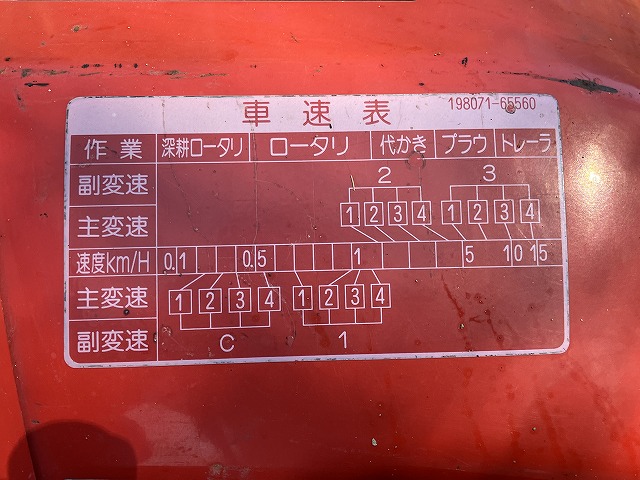 車速表 198071-65560
作業 深耕ロータリ ロータリ 代かき プラウ トレーラ
副変速 2 3
主変速 1 2 3 4 1 2 3 4
速度km/H 0.1 0.5 1 5 10 15
主変速 1 2 3 4 1 2 3 4
副変速 C 1